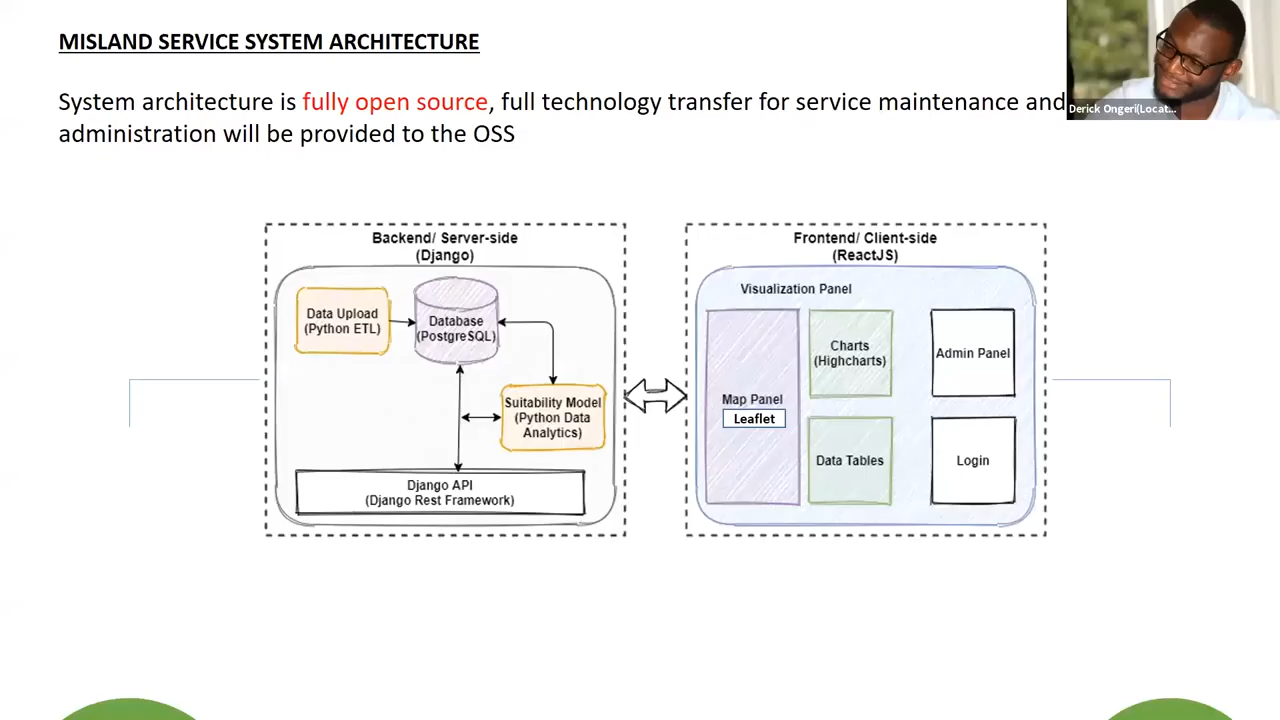 MISLAND SERVICE SYSTEM ARCHITECTURE
System architecture is fully open source, full technology transfer for service maintenance and
administration will be provided to the OSS
Derick Ongeri(Locat...
Backend/ Server-side
(Django)
Data Upload
(Python ETL)
Database
(PostgreSQL)
Suitability Model
(Python Data
Analytics)
Django API
(Django Rest Framework)
Frontend/ Client-side
(ReactJS)
Visualization Panel
Map Panel
Leaflet
Charts
(Highcharts)
Data Tables
Admin Panel
Login